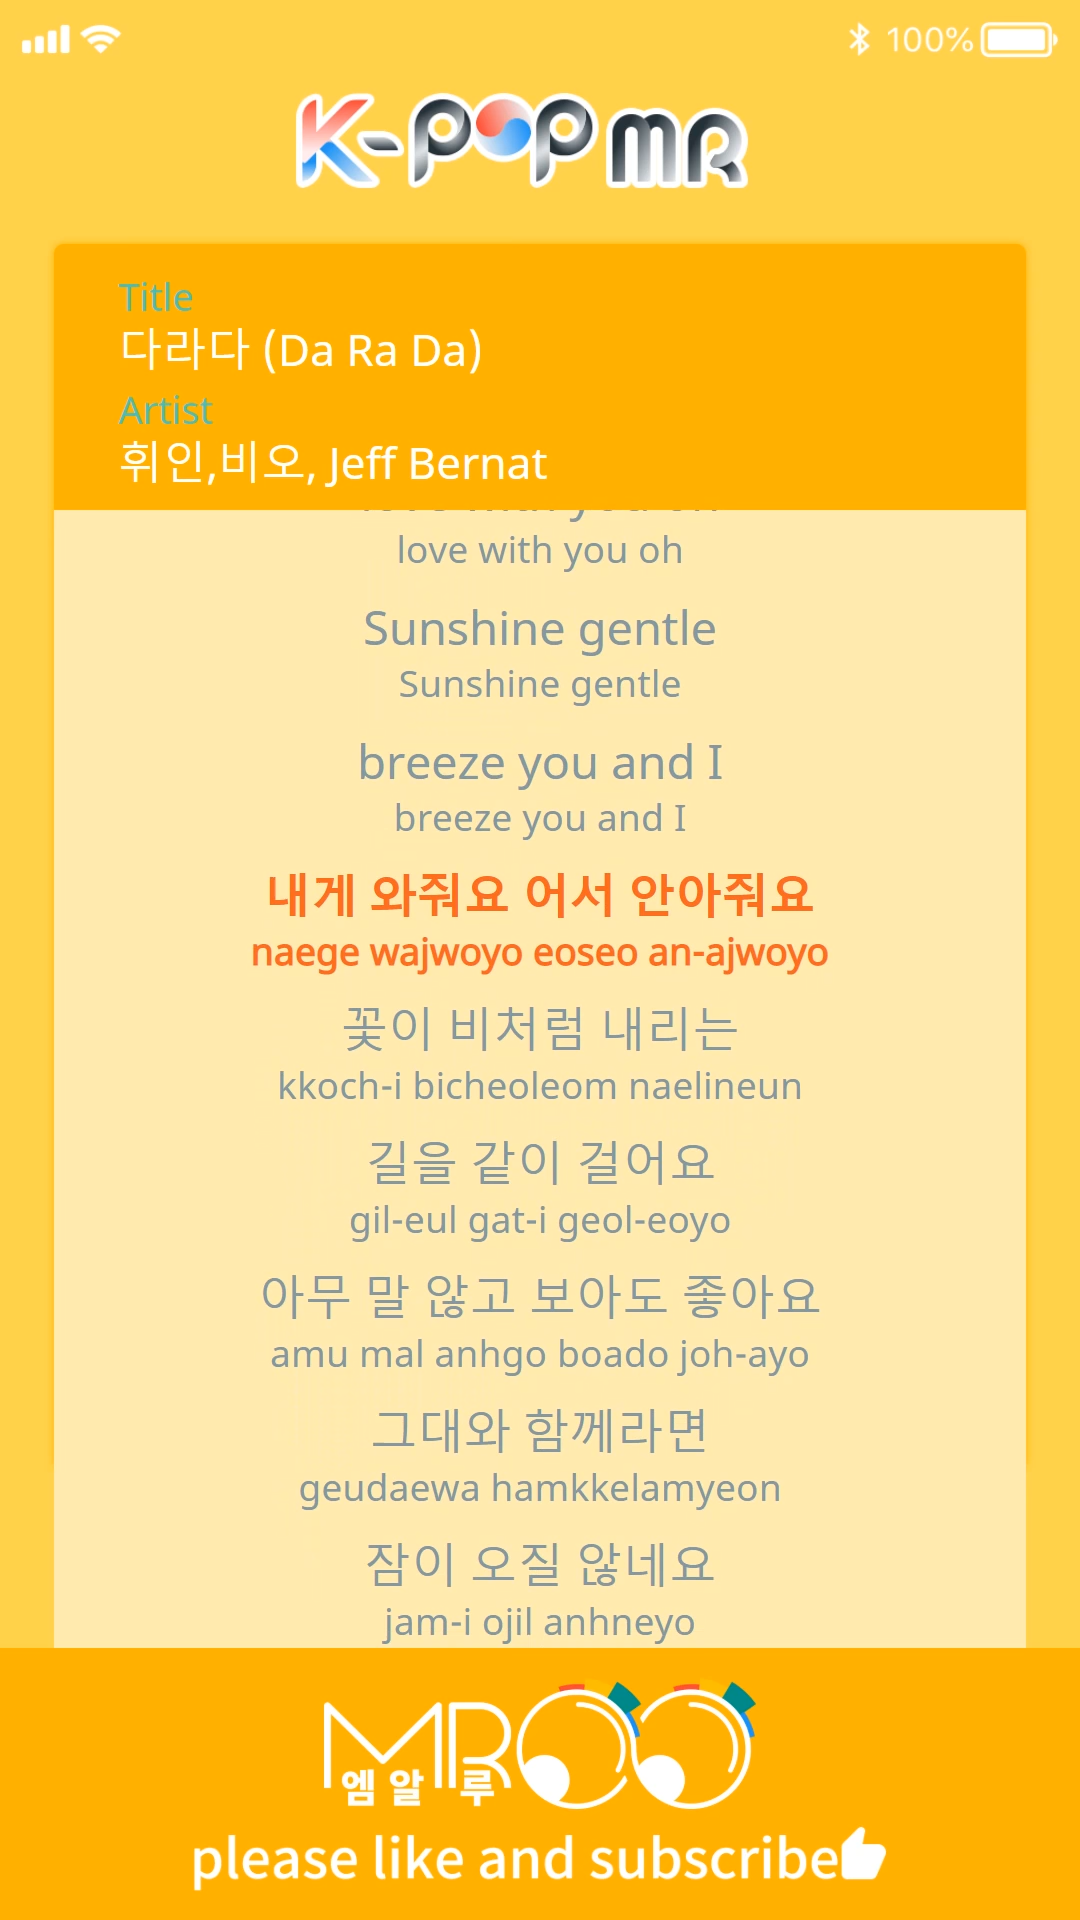 100%
K-POP MR
Title
다라다 (Da Ra Da)
Artist
휘인,비오, Jeff Bernat
love with you oh
love with you oh
Sunshine gentle
Sunshine gentle
breeze you and I
breeze you and I
내게 와줘요 어서 안아줘요
naege wajwoyo eoseo an-ajwoyo
꽃이 비처럼 내리는
kkoch-i bicheoleom naelineun
길을 같이 걸어요
gil-eul gat-i geol-eoyo
아무 말 않고 보아도 좋아요
amu mal anhgo boado joh-ayo
그대와 함께라면
geudaewa hamkkelamyeon
잠이 오질 않네요
jam-i ojil anhneyo
MROO
엠 알 루
please like and subscribe